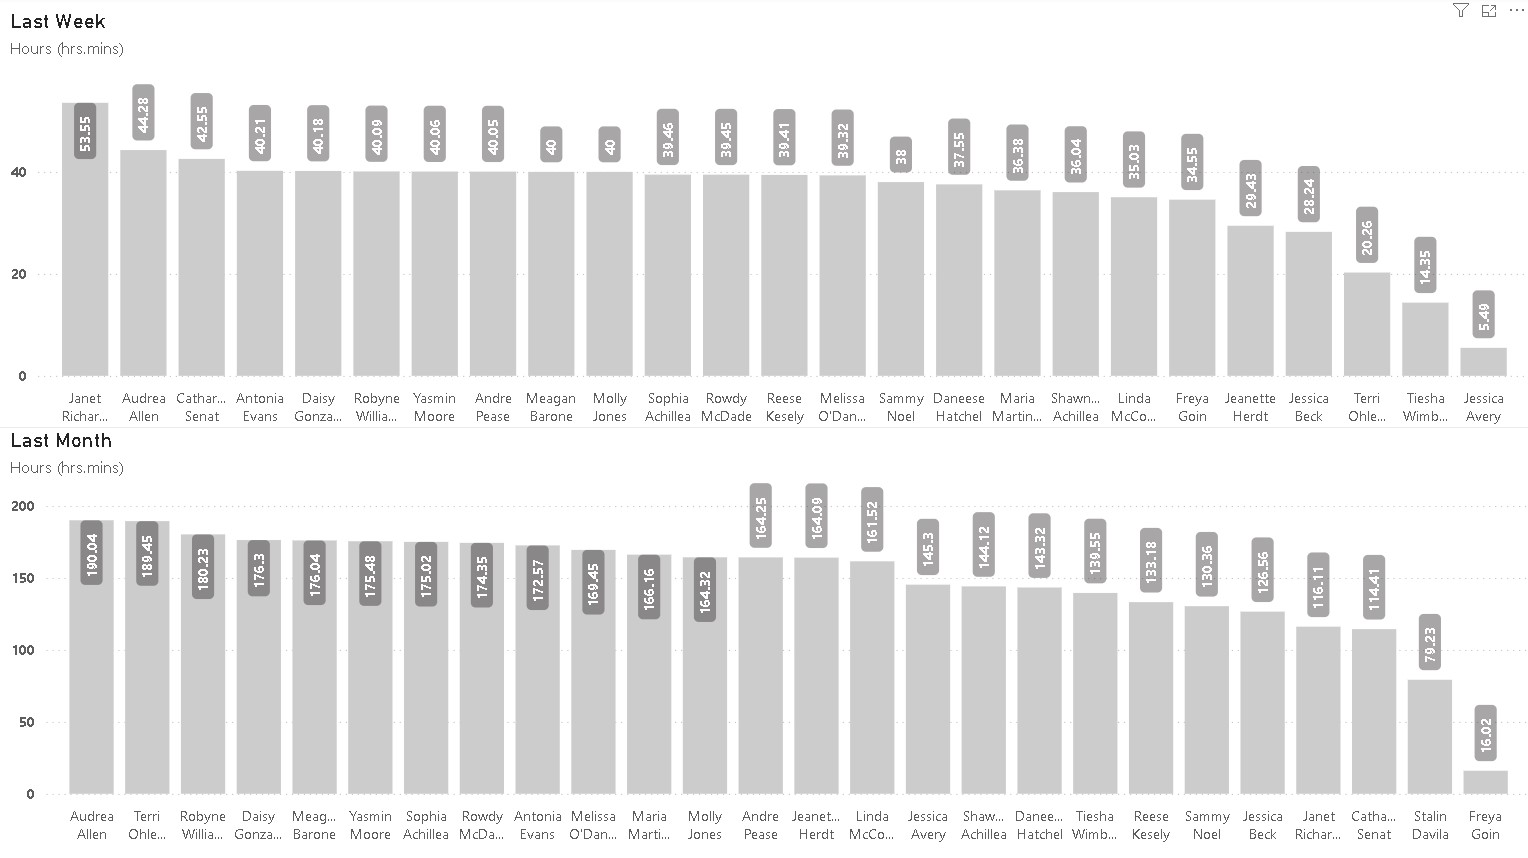 Last Week
Hours (hrs.mins)
53.55 44.28 42.55 40.21 40.18 40.09 40.06 40.05 40 40 39.46 39.45 39.41 39.32 38 37.55 36.38 36.04 35.03 34.55 29.43 28.24 20.26 14.35 5.49
40
20
0
Janet Audrea Cathar... Antonia Daisy Robyne Yasmin Andre Meagan Molly Sophia Rowdy Reese Melissa Sammy Daneese Maria Shawn... Linda Freya Jeanette Jessica Terri Tiesha Jessica
Richar... Allen Senat Evans Gonza... Willia... Moore Pease Barone Jones Achillea McDade Kesely O'Dan... Noel Hatchel Martin... Achillea McCo... Goin Herdt Beck Ohle... Wimb... Avery
Last Month
Hours (hrs.mins)
200
190.04 189.45 180.23 176.3 176.04 175.48 175.02 174.35 172.57 169.45 166.16 164.32 164.25 164.09 161.52 145.3 144.12 143.32 139.55 133.18 130.36 126.56 116.11 114.41 79.23 16.02
150
100
50
0
Audrea Terri Robyne Daisy Meag... Yasmin Sophia Rowdy Antonia Melissa Maria Molly Andre Jeanet... Linda Jessica Shaw... Danee... Tiesha Reese Sammy Jessica Janet Catha... Stalin Freya
Allen Ohle... Willia... Gonza... Barone Moore Achillea McDa... Evans O'Dan... Marti... Jones Pease Herdt McCo... Avery Achillea Hatchel Wimb... Kesely Noel Beck Richar... Senat Davila Goin